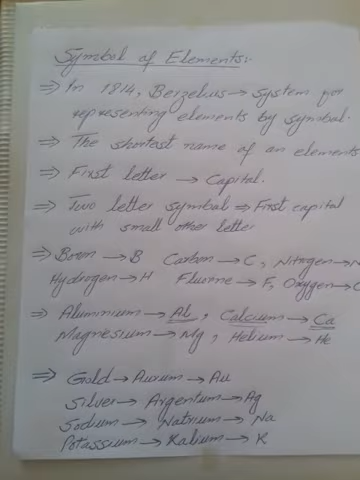 Symbol of Elements:
⇒ In 1814, Berzelius → System for
representing elements by symbol.
⇒ The shortest name of an elements
⇒ First letter → Capital.
⇒ Two letter symbol ⇒ First capital
with small other letter
⇒ Boron → B Carbon → C, Nitrogen → N
Hydrogen → H Fluorine → F, Oxygen → O
⇒ Aluminium → Al, Calcium → Ca
Magnesium → Mg, Helium → He
⇒ Gold → Aurum → Au
Silver → Argentum → Ag
Sodium → Natrium → Na
Potassium → Kalium → K